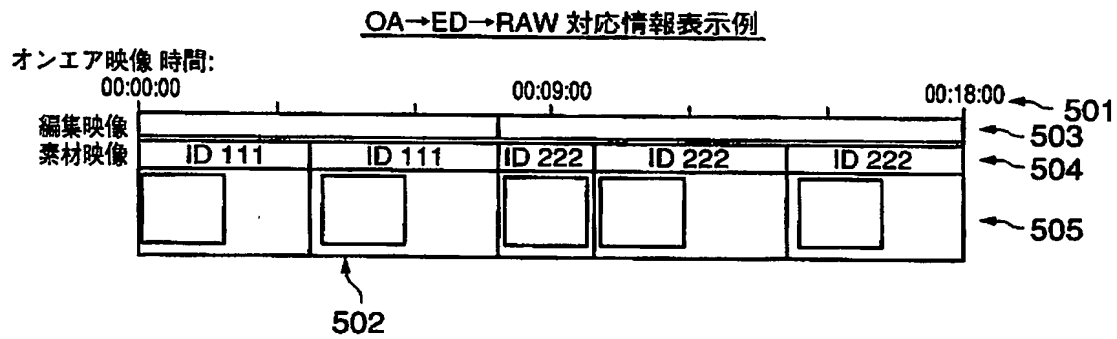 OA→ED→RAW 対応情報表示例
オンエア映像 時間:
00:00:00 00:09:00 00:18:00 501
編集映像 503
素材映像 ID 111 ID 111 ID 222 ID 222 ID 222 504
505
502